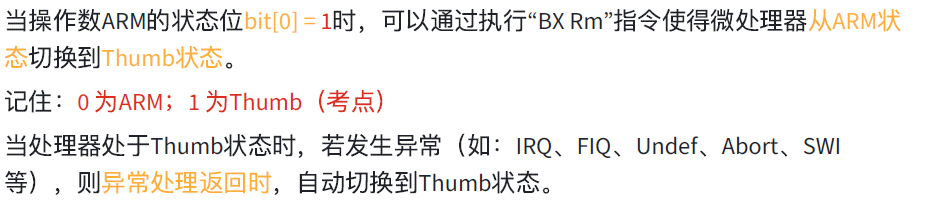 当操作数ARM的状态位bit[0] = 1时，可以通过执行“BX Rm”指令使得微处理器从ARM状
态切换到Thumb状态。
记住：0 为ARM；1 为Thumb（考点）
当处理器处于Thumb状态时，若发生异常（如：IRQ、FIQ、Undef、Abort、SWI
等），则异常处理返回时，自动切换到Thumb状态。